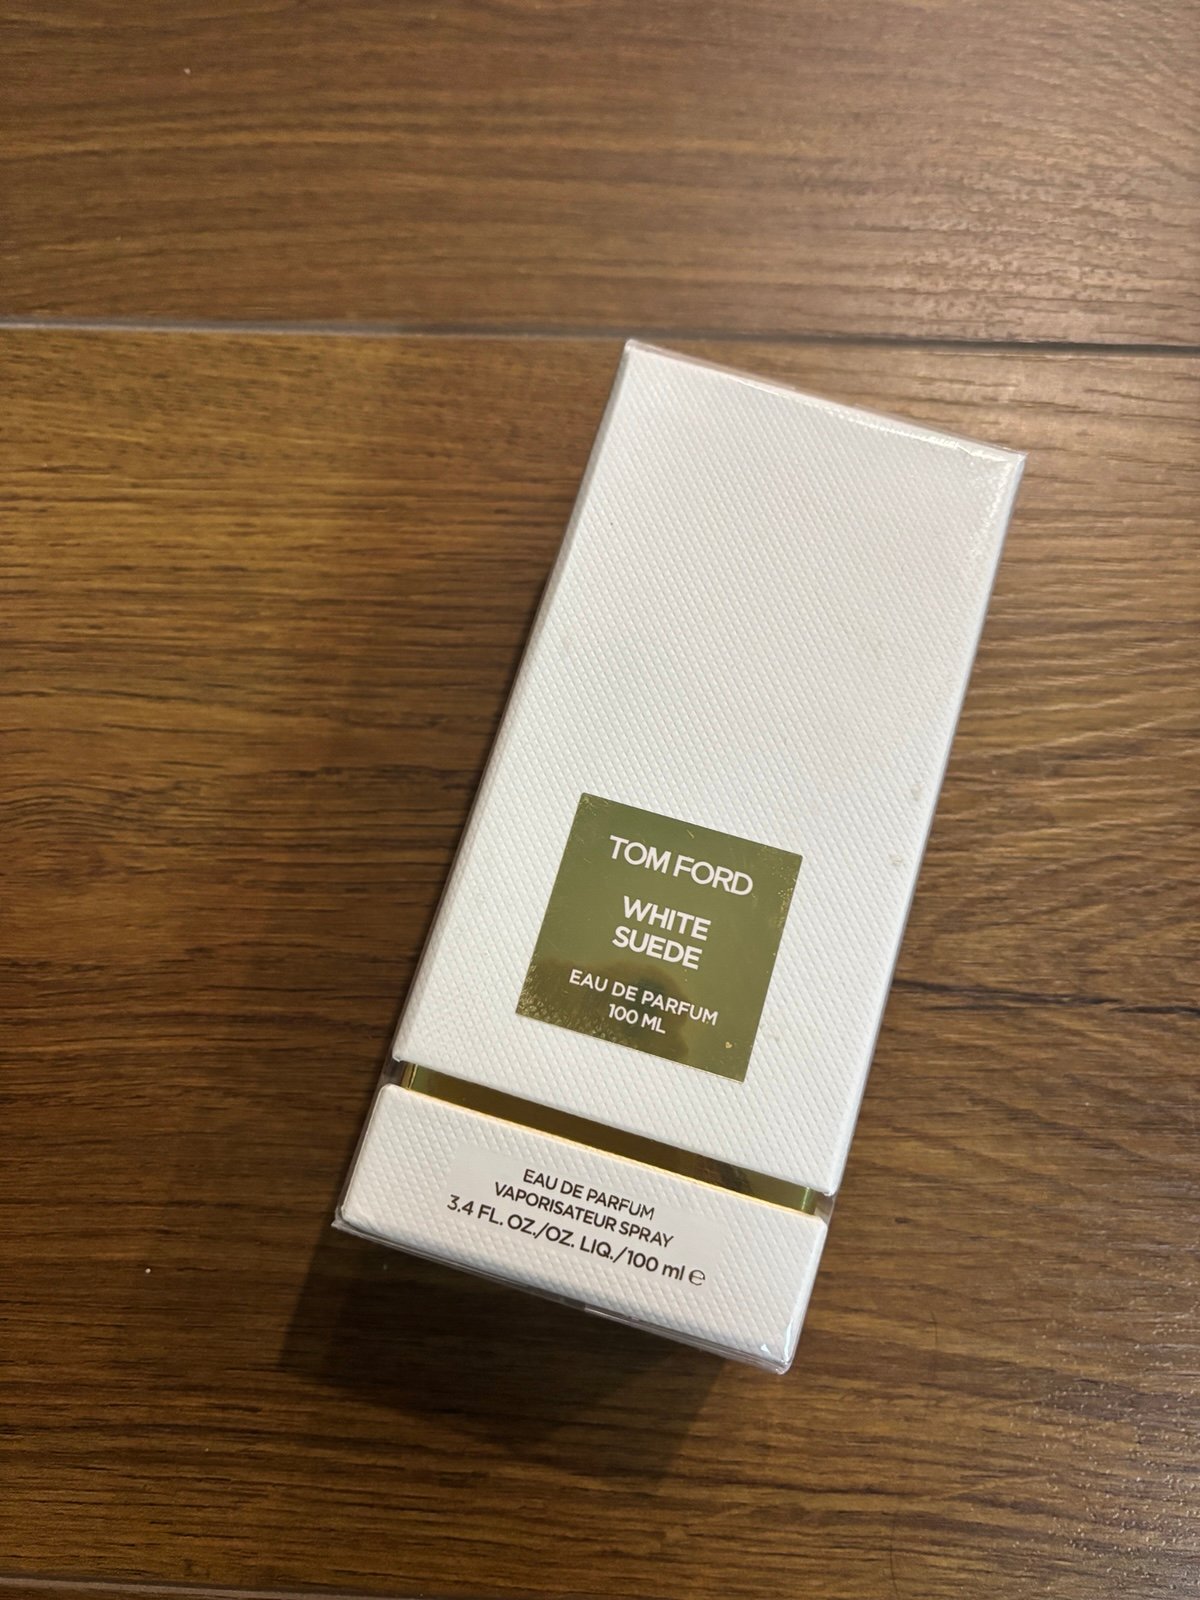 TOM FORD
WHITE
SUEDE
EAU DE PARFUM
100 ML
EAU DE PARFUM
VAPORISATEUR SPRAY
3.4 FL. OZ./OZ. LIQ./100 ml ℮